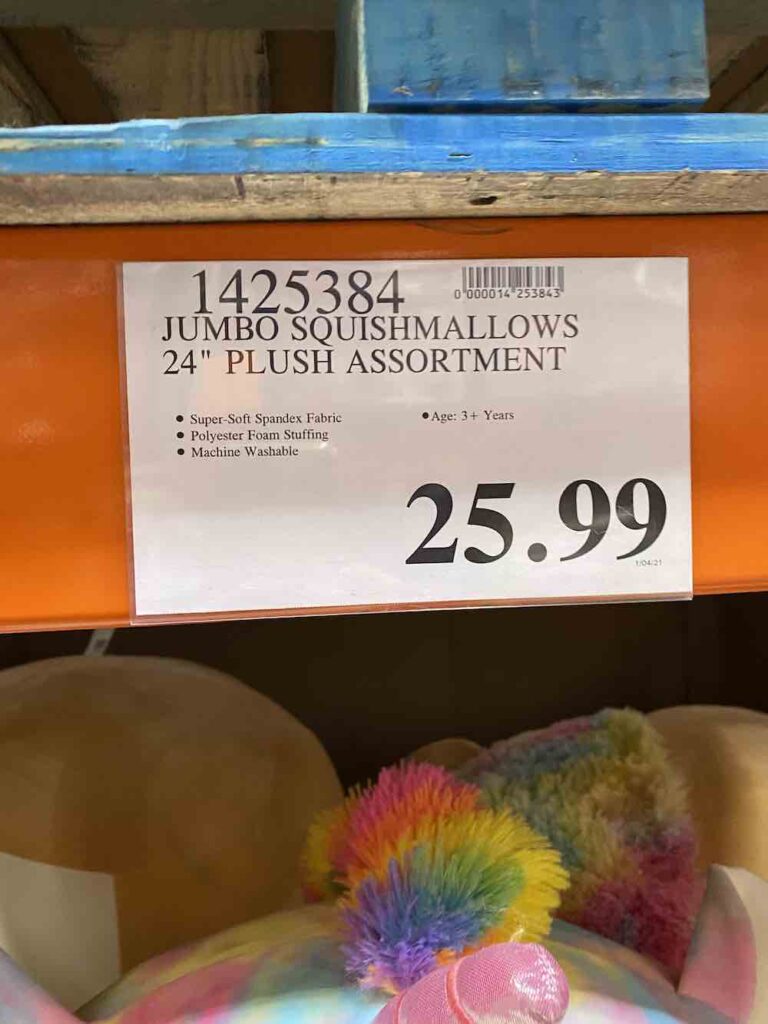 1425384
0 000014 253843
JUMBO SQUISHMALLOWS
24" PLUSH ASSORTMENT
• Super-Soft Spandex Fabric
• Polyester Foam Stuffing
• Machine Washable
• Age: 3+ Years
25.99
1/04/21